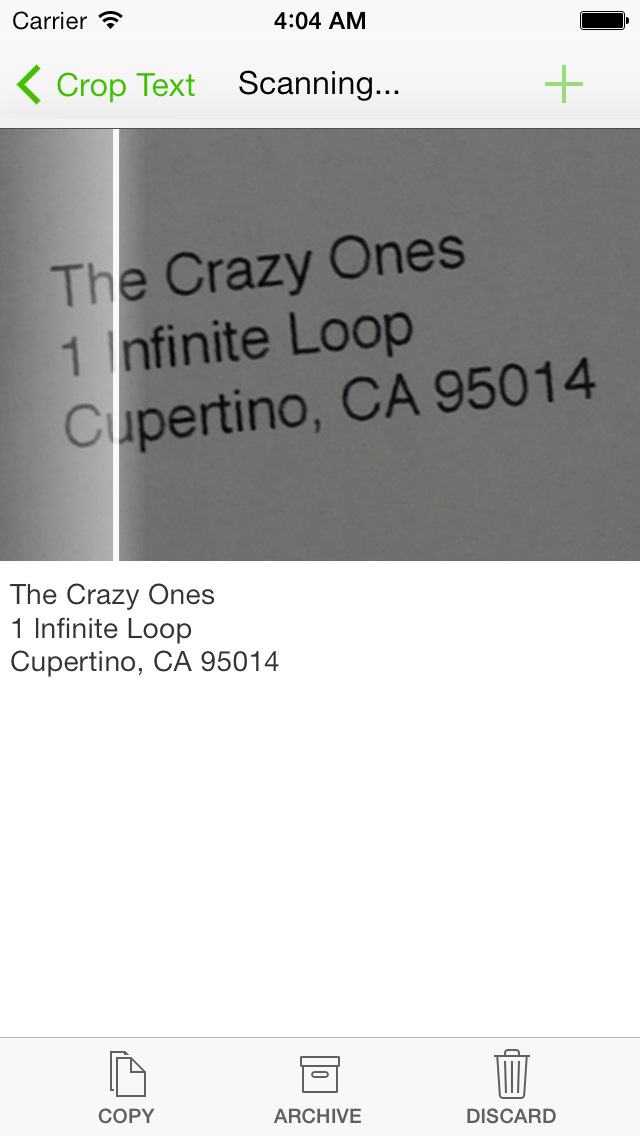 Carrier 4:04 AM
Crop Text Scanning...
The Crazy Ones
1 Infinite Loop
Cupertino, CA 95014
The Crazy Ones
1 Infinite Loop
Cupertino, CA 95014
COPY ARCHIVE DISCARD